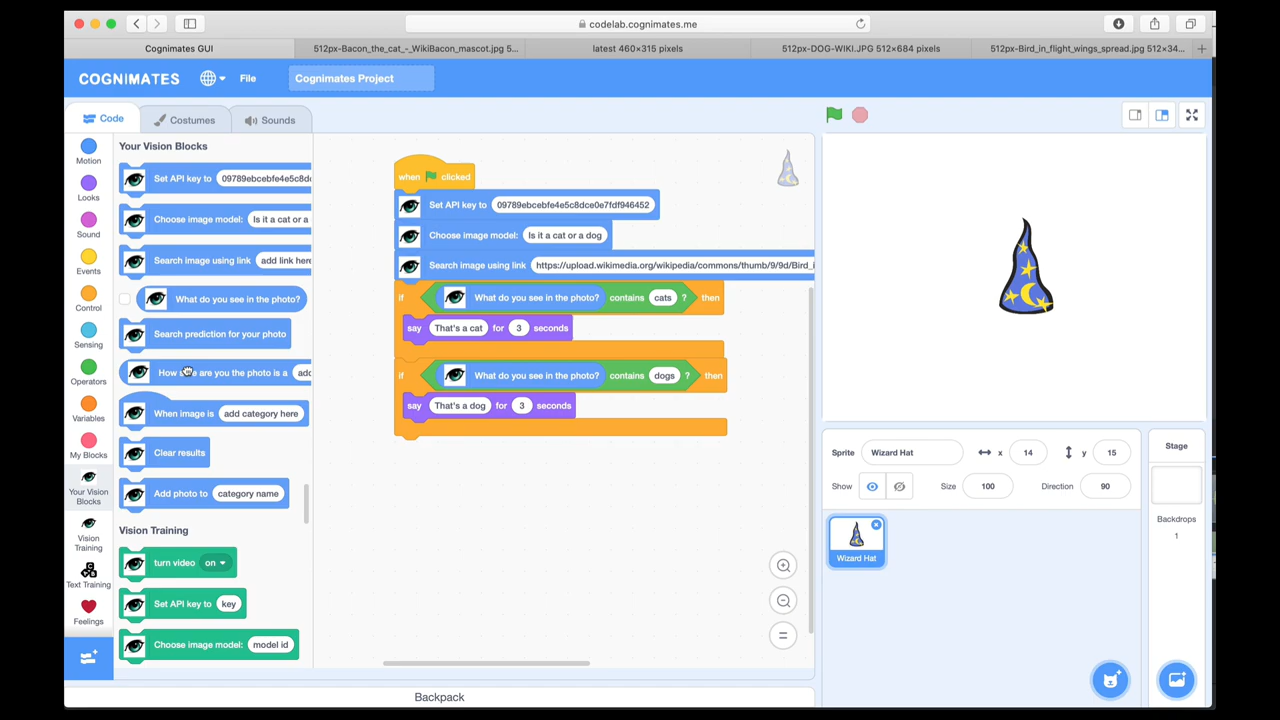 codelab.cognimates.me
Cognimates GUI
512px-Bacon_the_cat_-_WikiBacon_mascot.jpg 5...
latest 460×315 pixels
512px-DOG-WIKI.JPG 512×684 pixels
512px-Bird_in_flight_wings_spread.jpg 512×34...
COGNIMATES
File
Cognimates Project
Code
Costumes
Sounds
Motion
Looks
Sound
Events
Control
Sensing
Operators
Variables
My Blocks
Your Vision
Blocks
Vision
Training
Text Training
Feelings
Your Vision Blocks
Set API key to 09789ebcebfe4e5c8d
Choose image model: Is it a cat or a
Search image using link add link here
What do you see in the photo?
Search prediction for your photo
are you the photo is a
When image is add category here
Clear results
Add photo to category name
Vision Training
turn video on
Set API key to key
Choose image model: model id
when clicked
Set API key to 09789ebcebfe4e5c8dce0e7fdf946452
Choose image model: Is it a cat or a dog
Search image using link https://upload.wikimedia.org/wikipedia/commons/thumb/9/9d/Bird_i
if What do you see in the photo? contains cats ? then
say That's a cat for 3 seconds
if What do you see in the photo? contains dogs ? then
say That's a dog for 3 seconds
Backpack
Sprite Wizard Hat x 14 y 15
Show Size 100 Direction 90
Wizard Hat
Stage
Backdrops
1